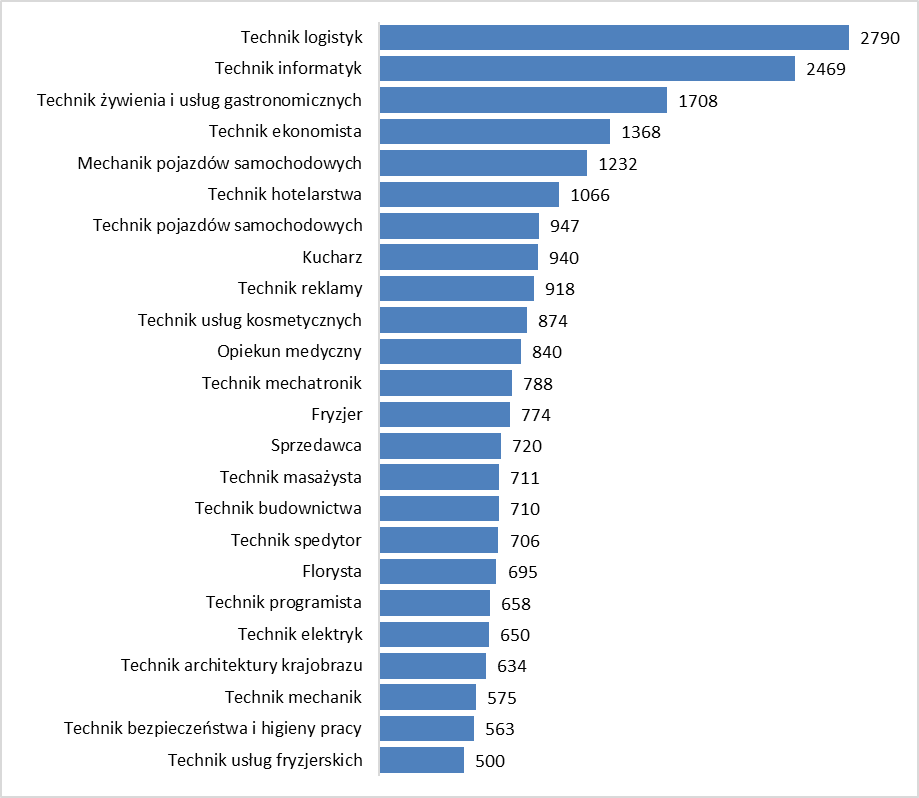 Technik logistyk 2790
Technik informatyk 2469
Technik żywienia i usług gastronomicznych 1708
Technik ekonomista 1368
Mechanik pojazdów samochodowych 1232
Technik hotelarstwa 1066
Technik pojazdów samochodowych 947
Kucharz 940
Technik reklamy 918
Technik usług kosmetycznych 874
Opiekun medyczny 840
Technik mechatronik 788
Fryzjer 774
Sprzedawca 720
Technik masażysta 711
Technik budownictwa 710
Technik spedytor 706
Florysta 695
Technik programista 658
Technik elektryk 650
Technik architektury krajobrazu 634
Technik mechanik 575
Technik bezpieczeństwa i higieny pracy 563
Technik usług fryzjerskich 500